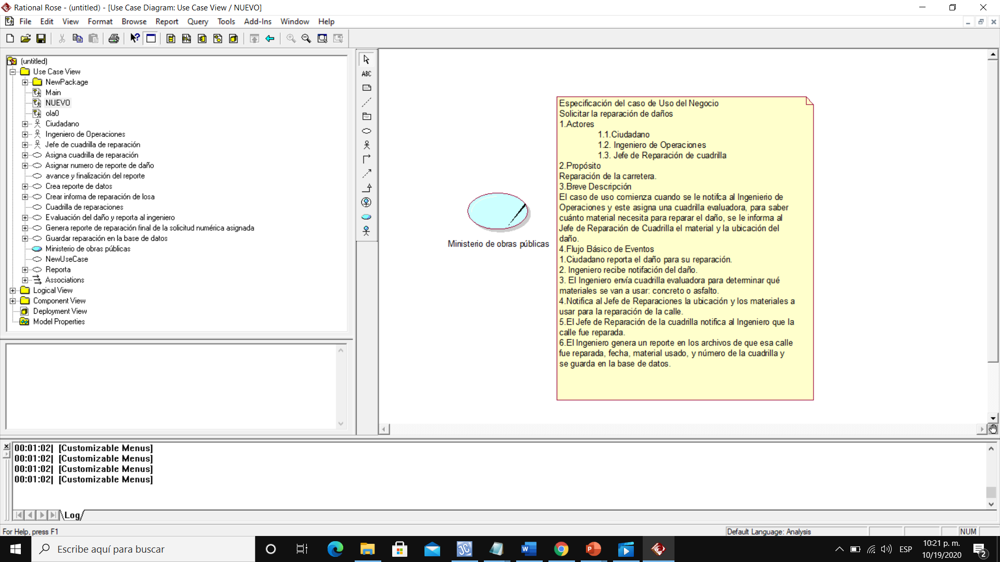 Rational Rose - (untitled) - [Use Case Diagram: Use Case View / NUEVO]
File Edit View Format Browse Report Query Tools Add-Ins Window Help
(untitled)
Use Case View
NewPackage
Main
NUEVO
ola0
Ciudadano
Ingeniero de Operaciones
Jefe de cuadrilla de reparación
Asigna cuadrilla de reparación
Asignar numero de reporte de daño
avance y finalización del reporte
Crea reporte de datos
Crear informa de reparación de losa
Cuadrilla de reparaciones
Evaluación del daño y reporta al ingeniero
Genera reporte de reparación final de la solicitud numérica asignada
Guardar reparación en la base de datos
Ministerio de obras públicas
NewUseCase
Reporta
Associations
Logical View
Component View
Deployment View
Model Properties
ABC
Ministerio de obras públicas
Especificación del caso de Uso del Negocio
Solicitar la reparación de daños
1.Actores
1.1.Ciudadano
1.2. Ingeniero de Operaciones
1.3. Jefe de Reparación de cuadrilla
2.Propósito
Reparación de la carretera.
3.Breve Descripción
El caso de uso comienza cuando se le notifca al Ingenierio de
Operaciones y este asigna una cuadrilla evaluadora, para saber
cuánto material necesita para reparar el daño, se le informa al
Jefe de Reparación de Cuadrilla el material y la ubicación del
daño.
4.Flujo Básico de Eventos
1.Ciudadano reporta el daño para su reparación.
2. Ingeniero recibe notifación del daño.
3. El Ingeniero envía cuadrilla evaluadora para determinar qué
materiales se van a usar: concreto o asfalto.
4.Notifica al Jefe de Reparaciones la ubicación y los materiales a
usar para la reparación de la calle.
5.El Jefe de Reparación de la cuadrilla notifica al Ingeniero que la
calle fue reparada.
6.El Ingeniero genera un reporte en los archivos de que esa calle
fue reparada, fecha, material usado, y número de la cuadrilla y
se guarda en la base de datos.
00:01:02| [Customizable Menus]
00:01:02| [Customizable Menus]
00:01:02| [Customizable Menus]
00:01:02| [Customizable Menus]
Log
For Help, press F1
Default Language: Analysis
NUM
Escribe aquí para buscar
ESP
10:21 p. m.
10/19/2020
2